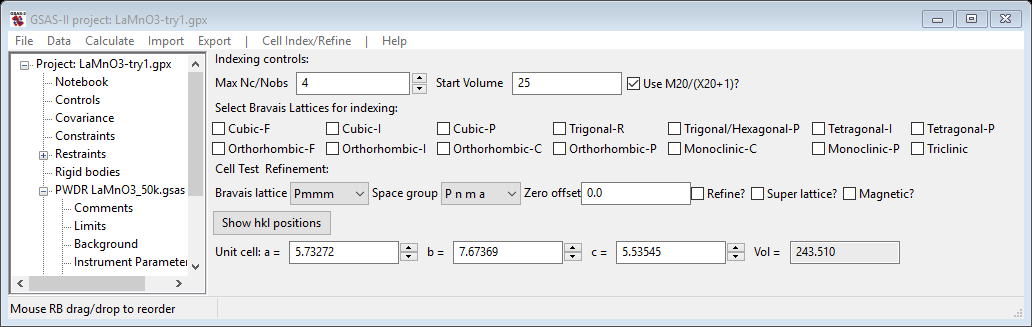 GSAS-II project: LaMnO3-try1.gpx
File Data Calculate Import Export | Cell Index/Refine | Help
Project: LaMnO3-try1.gpx
Notebook
Controls
Covariance
Constraints
Restraints
Rigid bodies
PWDR LaMnO3_50k.gsas
Comments
Limits
Background
Instrument Parameter
Indexing controls:
Max Nc/Nobs 4 Start Volume 25 Use M20/(X20+1)?
Select Bravais Lattices for indexing:
Cubic-F Cubic-I Cubic-P Trigonal-R Trigonal/Hexagonal-P Tetragonal-I Tetragonal-P
Orthorhombic-F Orthorhombic-I Orthorhombic-C Orthorhombic-P Monoclinic-C Monoclinic-P Triclinic
Cell Test Refinement:
Bravais lattice Pmmm Space group P n m a Zero offset 0.0 Refine? Super lattice? Magnetic?
Show hkl positions
Unit cell: a = 5.73272 b = 7.67369 c = 5.53545 Vol = 243.510
Mouse RB drag/drop to reorder